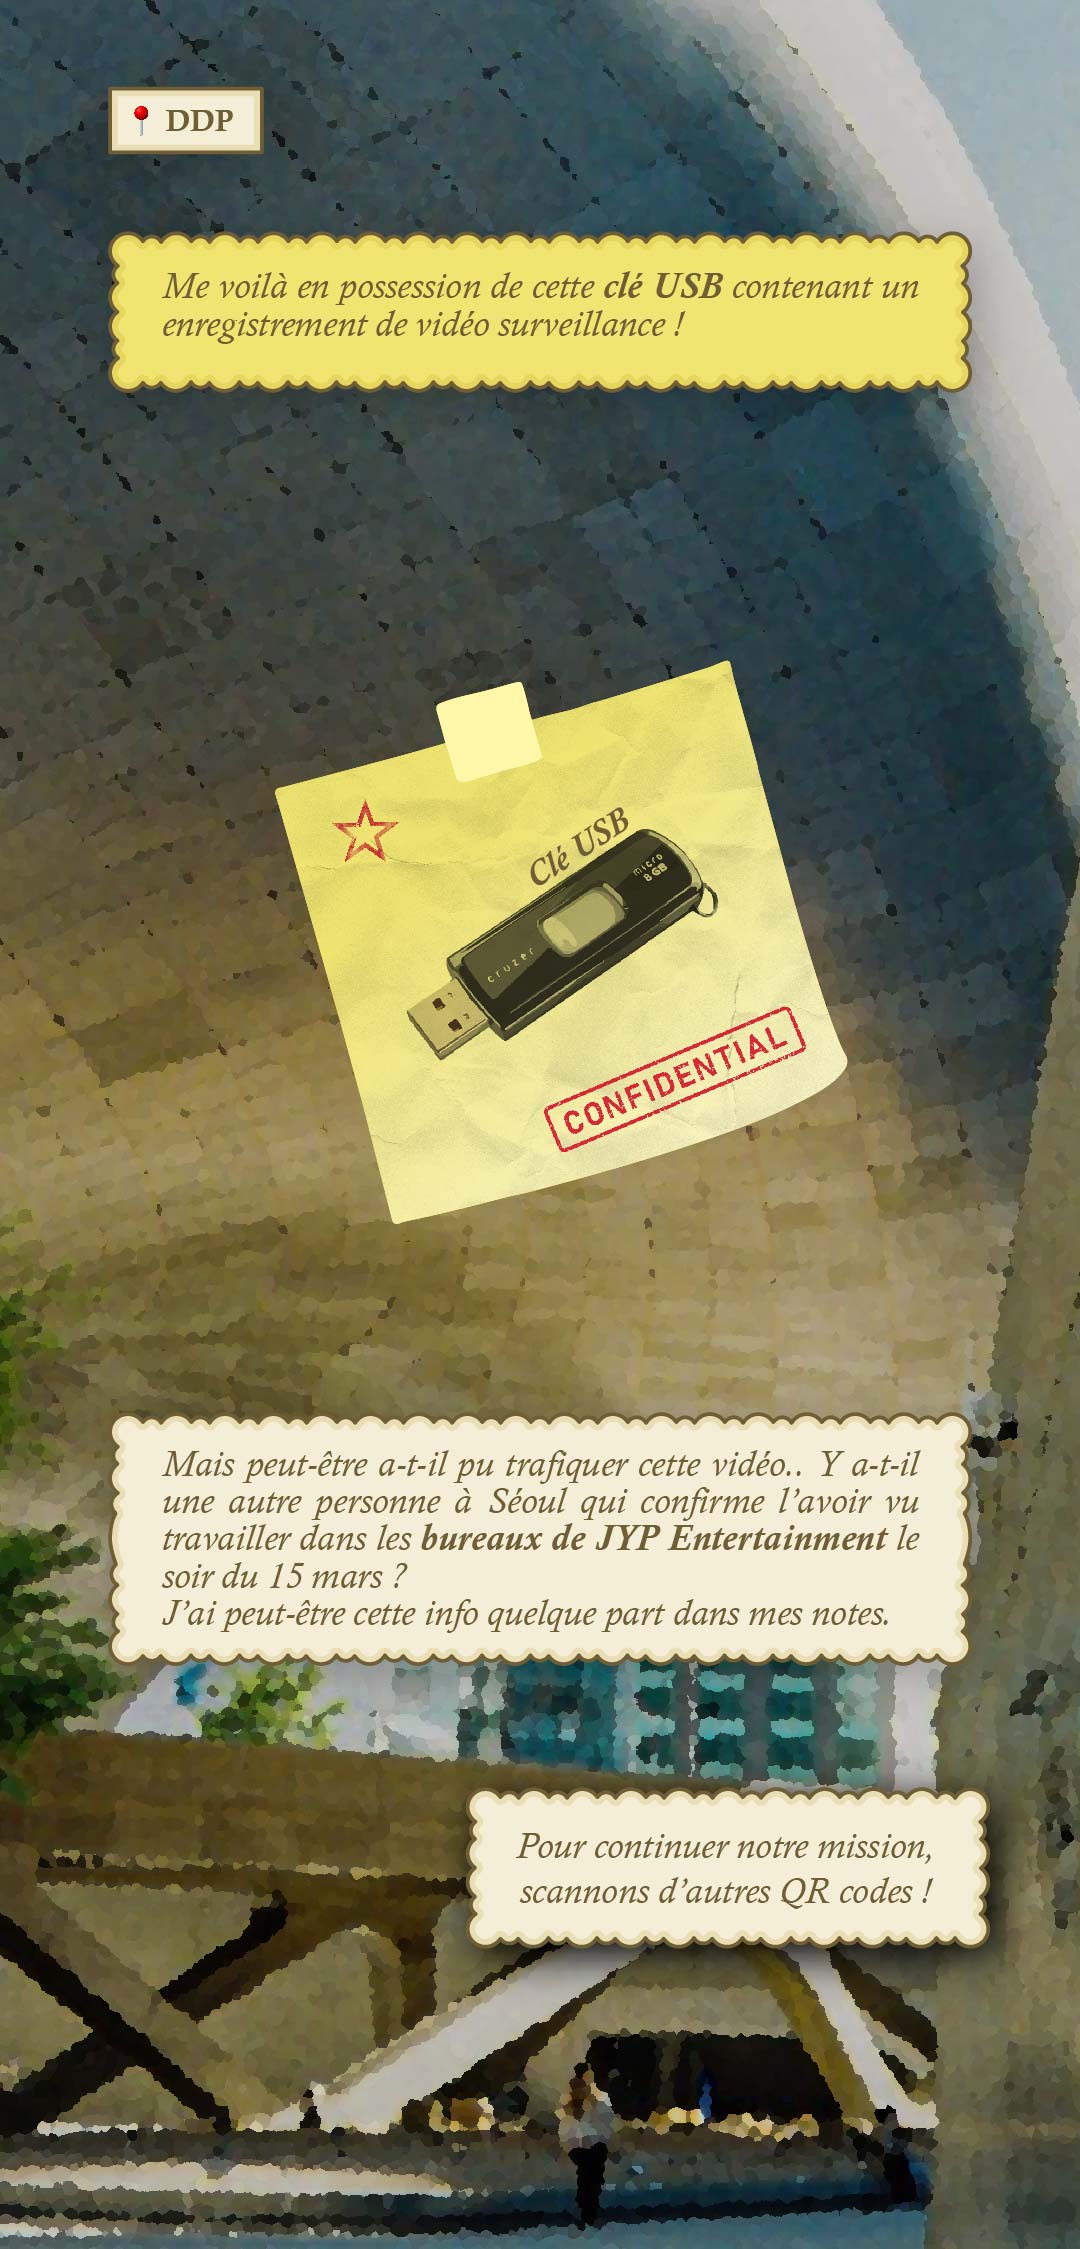 DDP
Me voilà en possession de cette clé USB contenant un
enregistrement de vidéo surveillance !
Clé USB
micro
8 GB
cruzer
CONFIDENTIAL
Mais peut-être a-t-il pu trafiquer cette vidéo.. Y a-t-il
une autre personne à Séoul qui confirme l’avoir vu
travailler dans les bureaux de JYP Entertainment le
soir du 15 mars ?
J’ai peut-être cette info quelque part dans mes notes.
Pour continuer notre mission,
scannons d’autres QR codes !